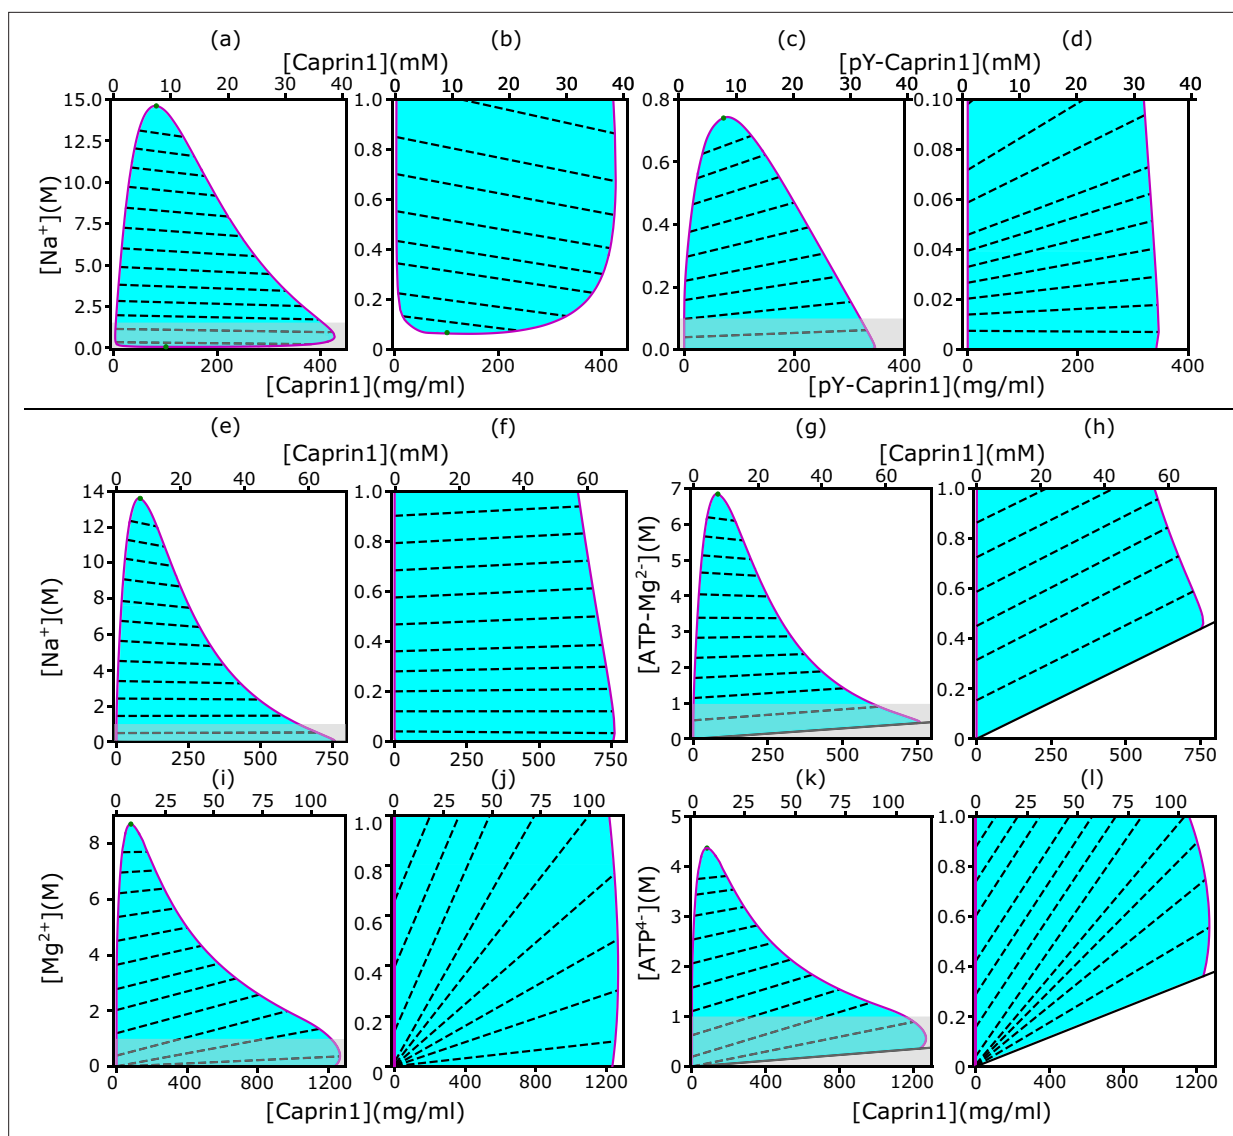 (a) (b) (c) (d)
[Caprin1](mM) [pY-Caprin1](mM)
0 10 20 30 40 0 10 20 30 40 0 10 20 30 40 0 10 20 30 40
[Na⁺](M)
15.0 12.5 10.0 7.5 5.0 2.5 0.0
1.0 0.8 0.6 0.4 0.2 0
0.8 0.6 0.4 0.2 0.0
0.10 0.08 0.06 0.04 0.02 0
0 200 400 0 200 400 0 200 400 0 200 400
[Caprin1](mg/ml) [pY-Caprin1](mg/ml)
(e) (f) (g) (h)
[Caprin1](mM) [Caprin1](mM)
0 20 40 60 0 20 40 60 0 20 40 60 0 20 40 60
[Na⁺](M)
14 12 10 8 6 4 2 0
1.0 0.8 0.6 0.4 0.2 0
[ATP-Mg²⁻](M)
7 6 5 4 3 2 1 0
1.0 0.8 0.6 0.4 0.2 0
0 250 500 750 0 250 500 750 0 250 500 750 0 250 500 750
(i) (j) (k) (l)
0 25 50 75 100 0 25 50 75 100 0 25 50 75 100 0 25 50 75 100
[Mg²⁺](M)
8 6 4 2 0
1.0 0.8 0.6 0.4 0.2 0
[ATP⁴⁻](M)
5 4 3 2 1 0
1.0 0.8 0.6 0.4 0.2 0
0 400 800 1200 0 400 800 1200 0 400 800 1200 0 400 800 1200
[Caprin1](mg/ml) [Caprin1](mg/ml)